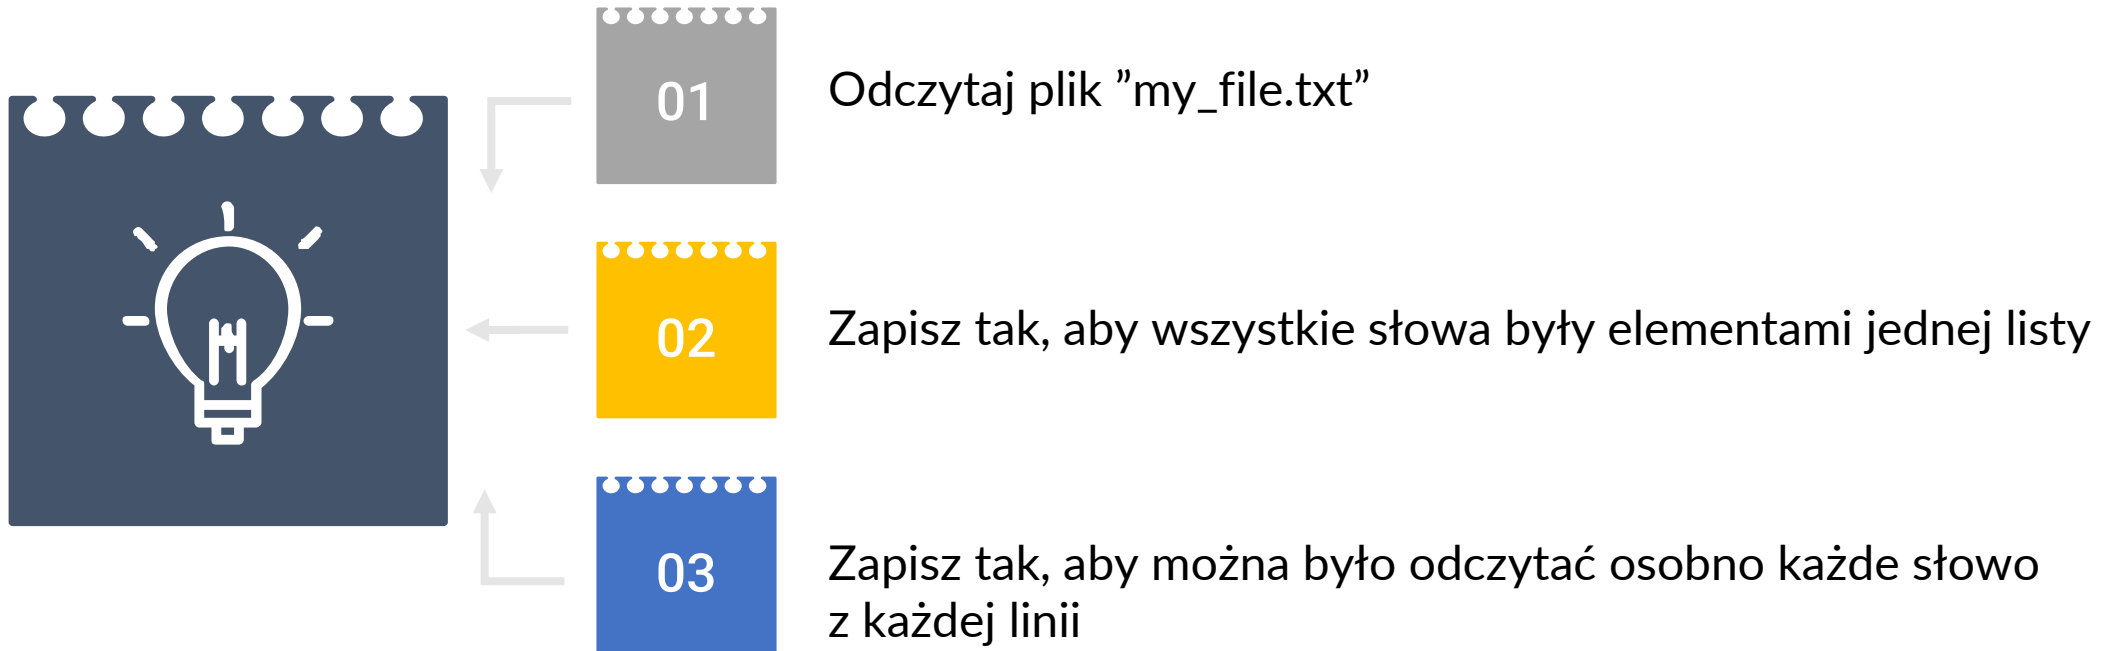 01
Odczytaj plik ”my_file.txt”
02
Zapisz tak, aby wszystkie słowa były elementami jednej listy
03
Zapisz tak, aby można było odczytać osobno każde słowo
z każdej linii